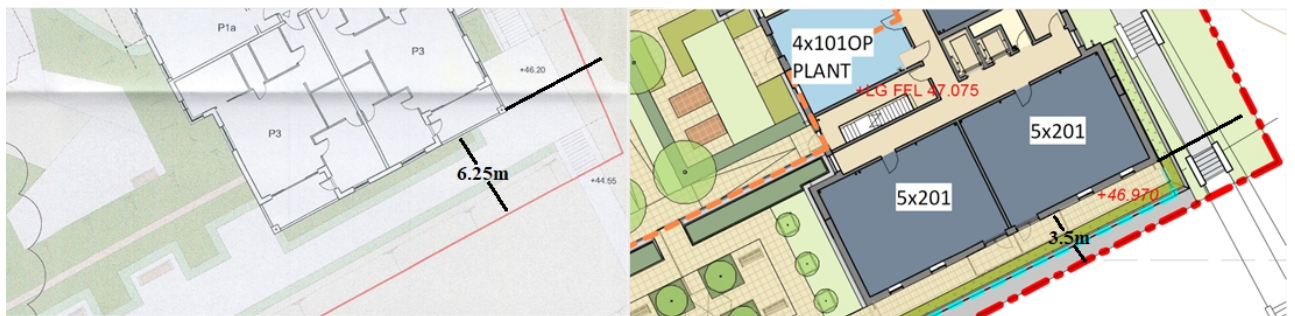 P1a
P3
+46.20
P3
6.25m
+44.55
4x101OP
PLANT
+LG FFL 47.075
5x201
5x201
+46.970
3.5m